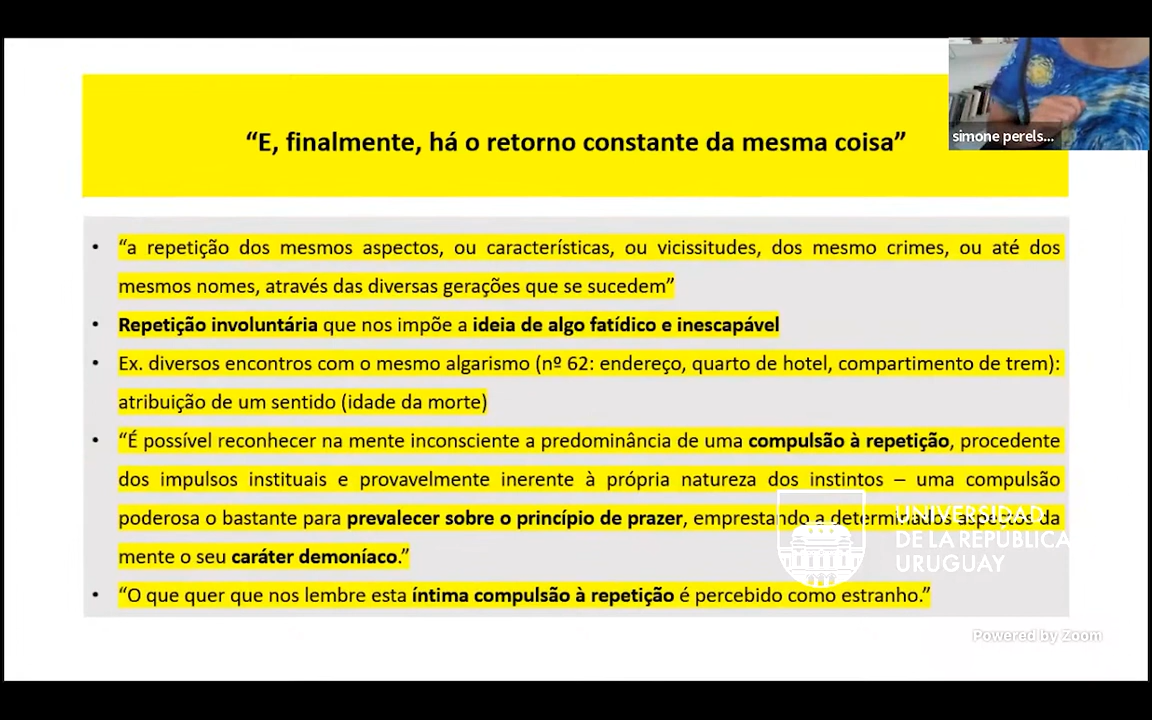 “E, finalmente, há o retorno constante da mesma coisa”
simone perels...
• “a repetição dos mesmos aspectos, ou características, ou vicissitudes, dos mesmo crimes, ou até dos
mesmos nomes, através das diversas gerações que se sucedem”
• Repetição involuntária que nos impõe a ideia de algo fatídico e inescapável
• Ex. diversos encontros com o mesmo algarismo (nº 62: endereço, quarto de hotel, compartimento de trem):
atribuição de um sentido (idade da morte)
• “É possível reconhecer na mente inconsciente a predominância de uma compulsão à repetição, procedente
dos impulsos instituais e provavelmente inerente à própria natureza dos instintos – uma compulsão
poderosa o bastante para prevalecer sobre o princípio de prazer, emprestando a determinados aspectos da
mente o seu caráter demoníaco.”
• “O que quer que nos lembre esta íntima compulsão à repetição é percebido como estranho.”
UNIVERSIDAD
DE LA REPÚBLICA
URUGUAY
Powered by Zoom